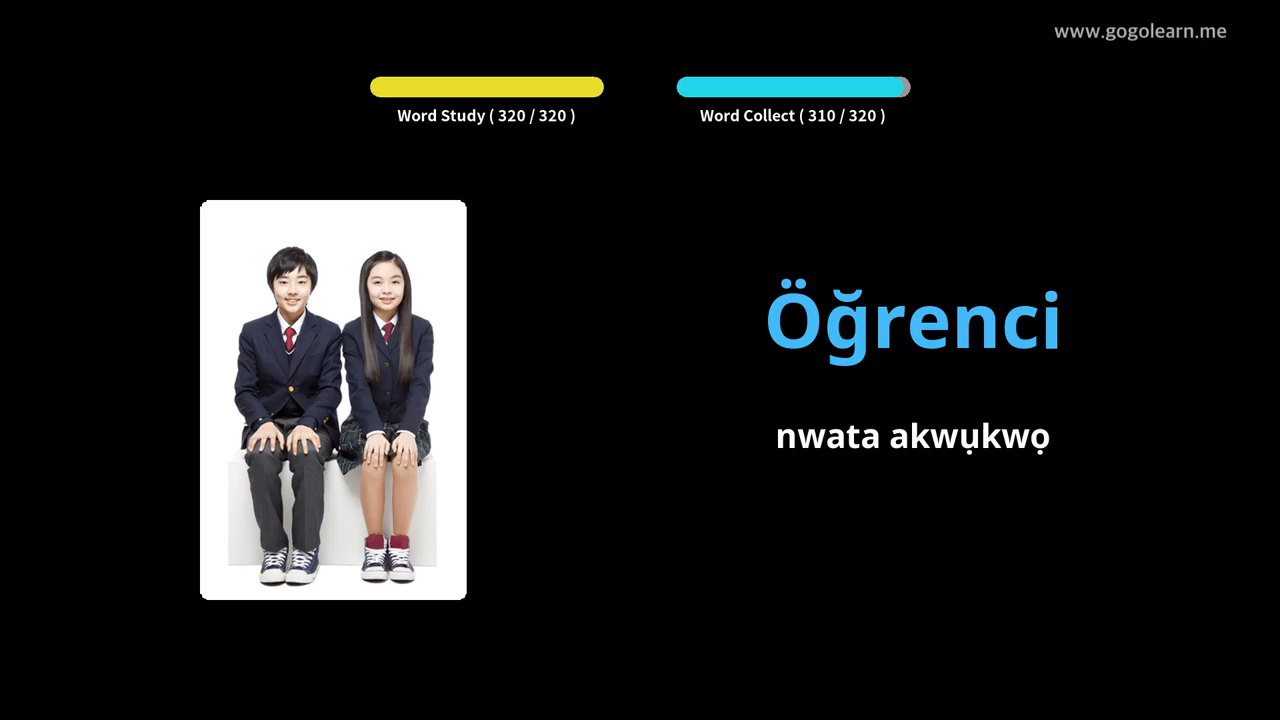 www.gogolearn.me
Word Study ( 320 / 320 )
Word Collect ( 310 / 320 )
Öğrenci
nwata akwụkwọ